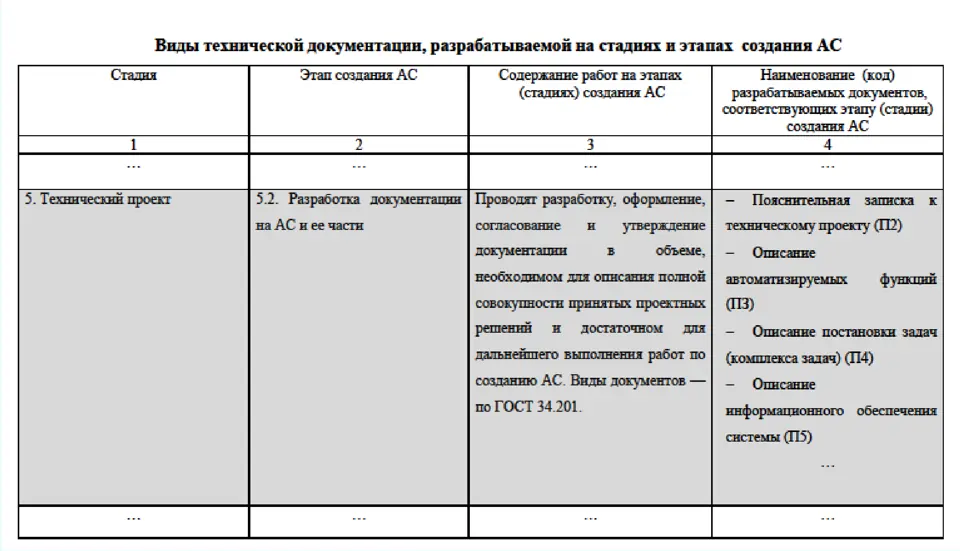 Виды технической документации, разрабатываемой на стадиях и этапах создания АС
Стадия
Этап создания АС
Содержание работ на этапах
(стадиях) создания АС
Наименование (код)
разрабатываемых документов,
соответствующих этапу (стадии)
создания АС
1
2
3
4
...
...
...
...
5. Технический проект
5.2. Разработка документации
на АС и ее части
Проводят разработку, оформление,
согласование и утверждение
документации в объеме,
необходимом для описания полной
совокупности принятых проектных
решений и достаточном для
дальнейшего выполнения работ по
созданию АС. Виды документов —
по ГОСТ 34.201.
– Пояснительная записка к
техническому проекту (П2)
– Описание
автоматизируемых функций
(П3)
– Описание постановки задач
(комплекса задач) (П4)
– Описание
информационного обеспечения
системы (П5)
...
...
...
...
...